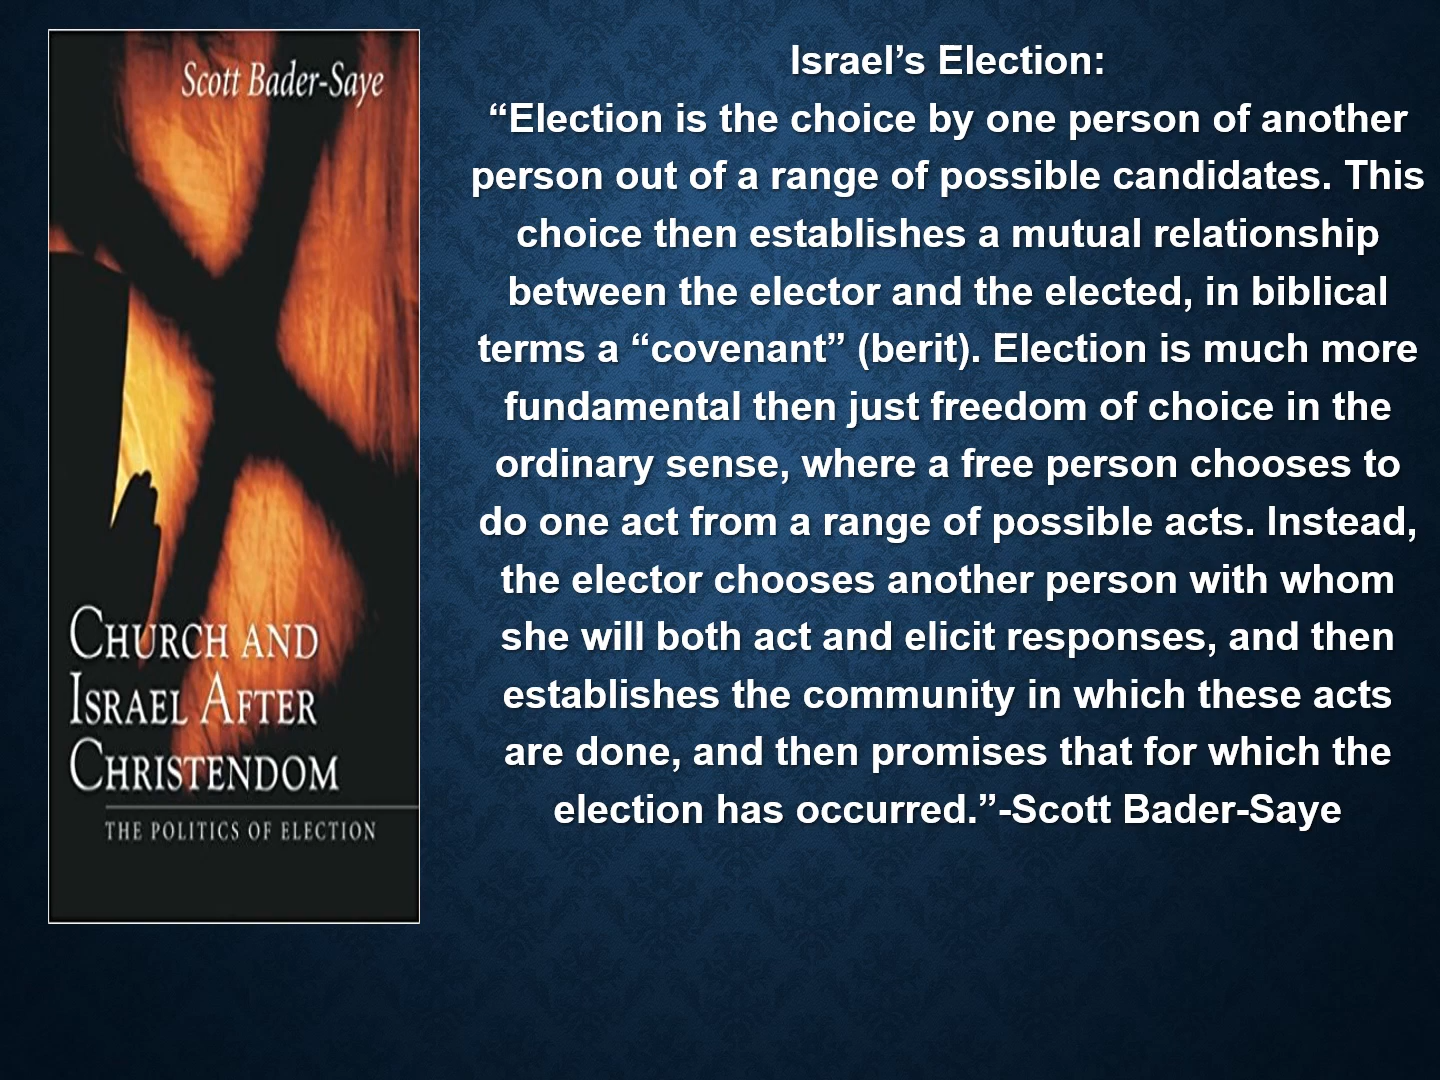 Scott Bader-Saye
CHURCH AND
ISRAEL AFTER
CHRISTENDOM
THE POLITICS OF ELECTION
Israel’s Election:
“Election is the choice by one person of another
person out of a range of possible candidates. This
choice then establishes a mutual relationship
between the elector and the elected, in biblical
terms a “covenant” (berit). Election is much more
fundamental then just freedom of choice in the
ordinary sense, where a free person chooses to
do one act from a range of possible acts. Instead,
the elector chooses another person with whom
she will both act and elicit responses, and then
establishes the community in which these acts
are done, and then promises that for which the
election has occurred.”-Scott Bader-Saye